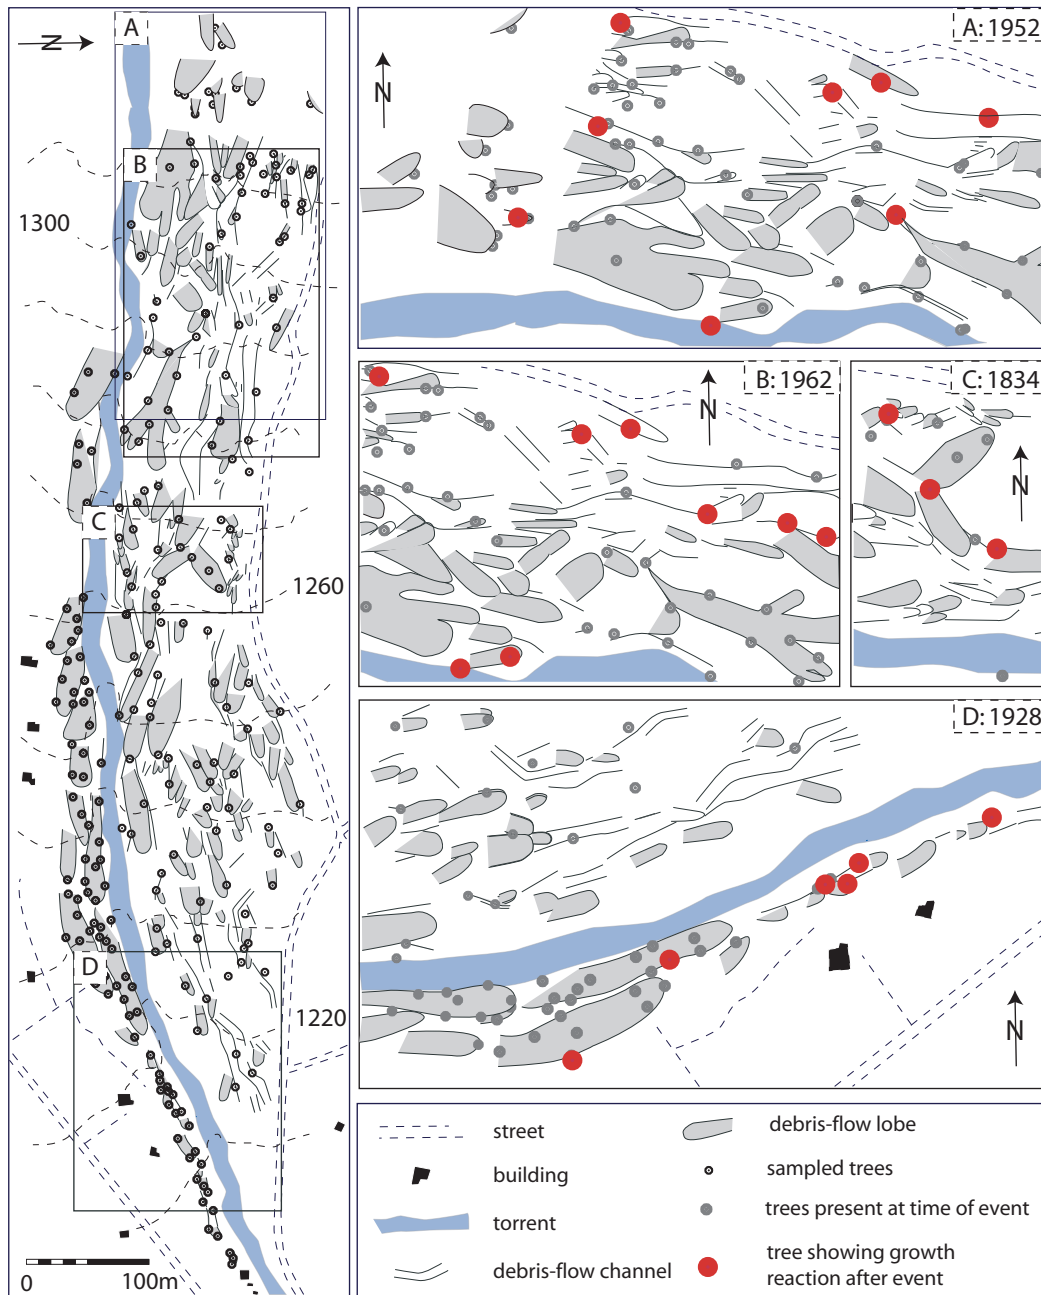 A
N
B
1300
C
1260
D
1220
0
100m
A: 1952
N
B: 1962
N
C: 1834
N
D: 1928
N
street
building
torrent
debris-flow channel
debris-flow lobe
sampled trees
trees present at time of event
tree showing growth
reaction after event